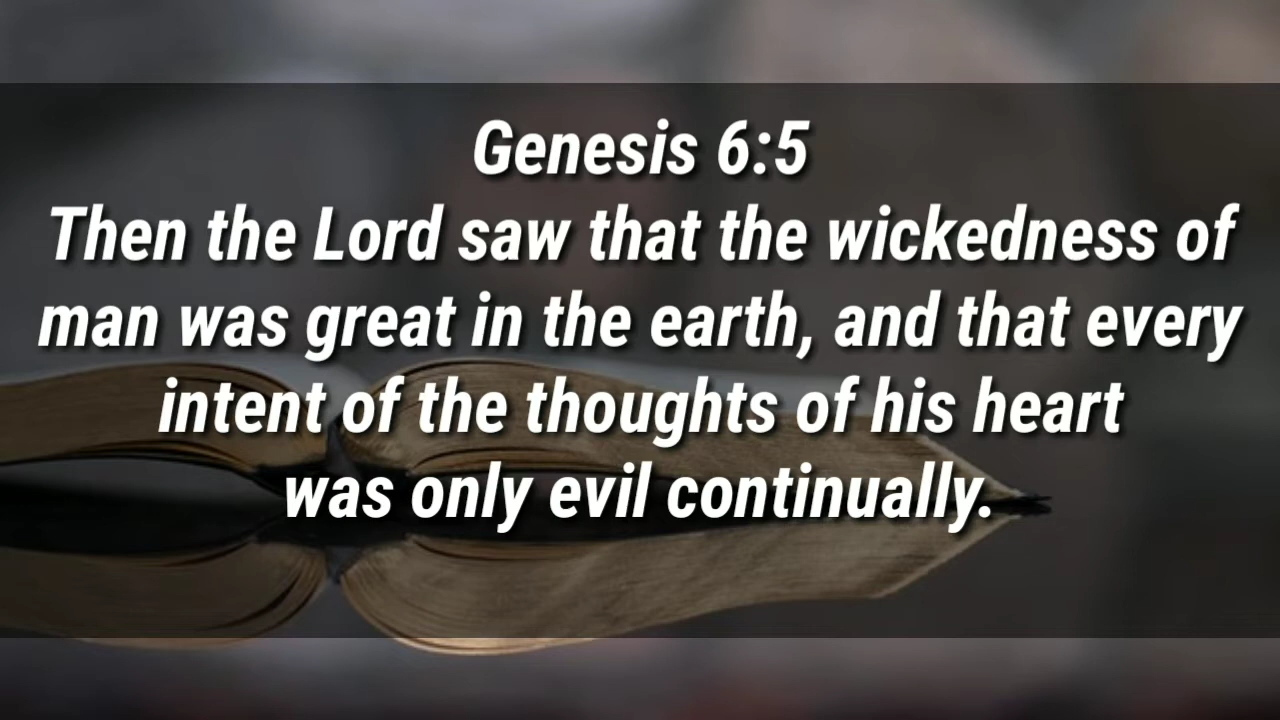 Genesis 6:5
Then the Lord saw that the wickedness of
man was great in the earth, and that every
intent of the thoughts of his heart
was only evil continually.